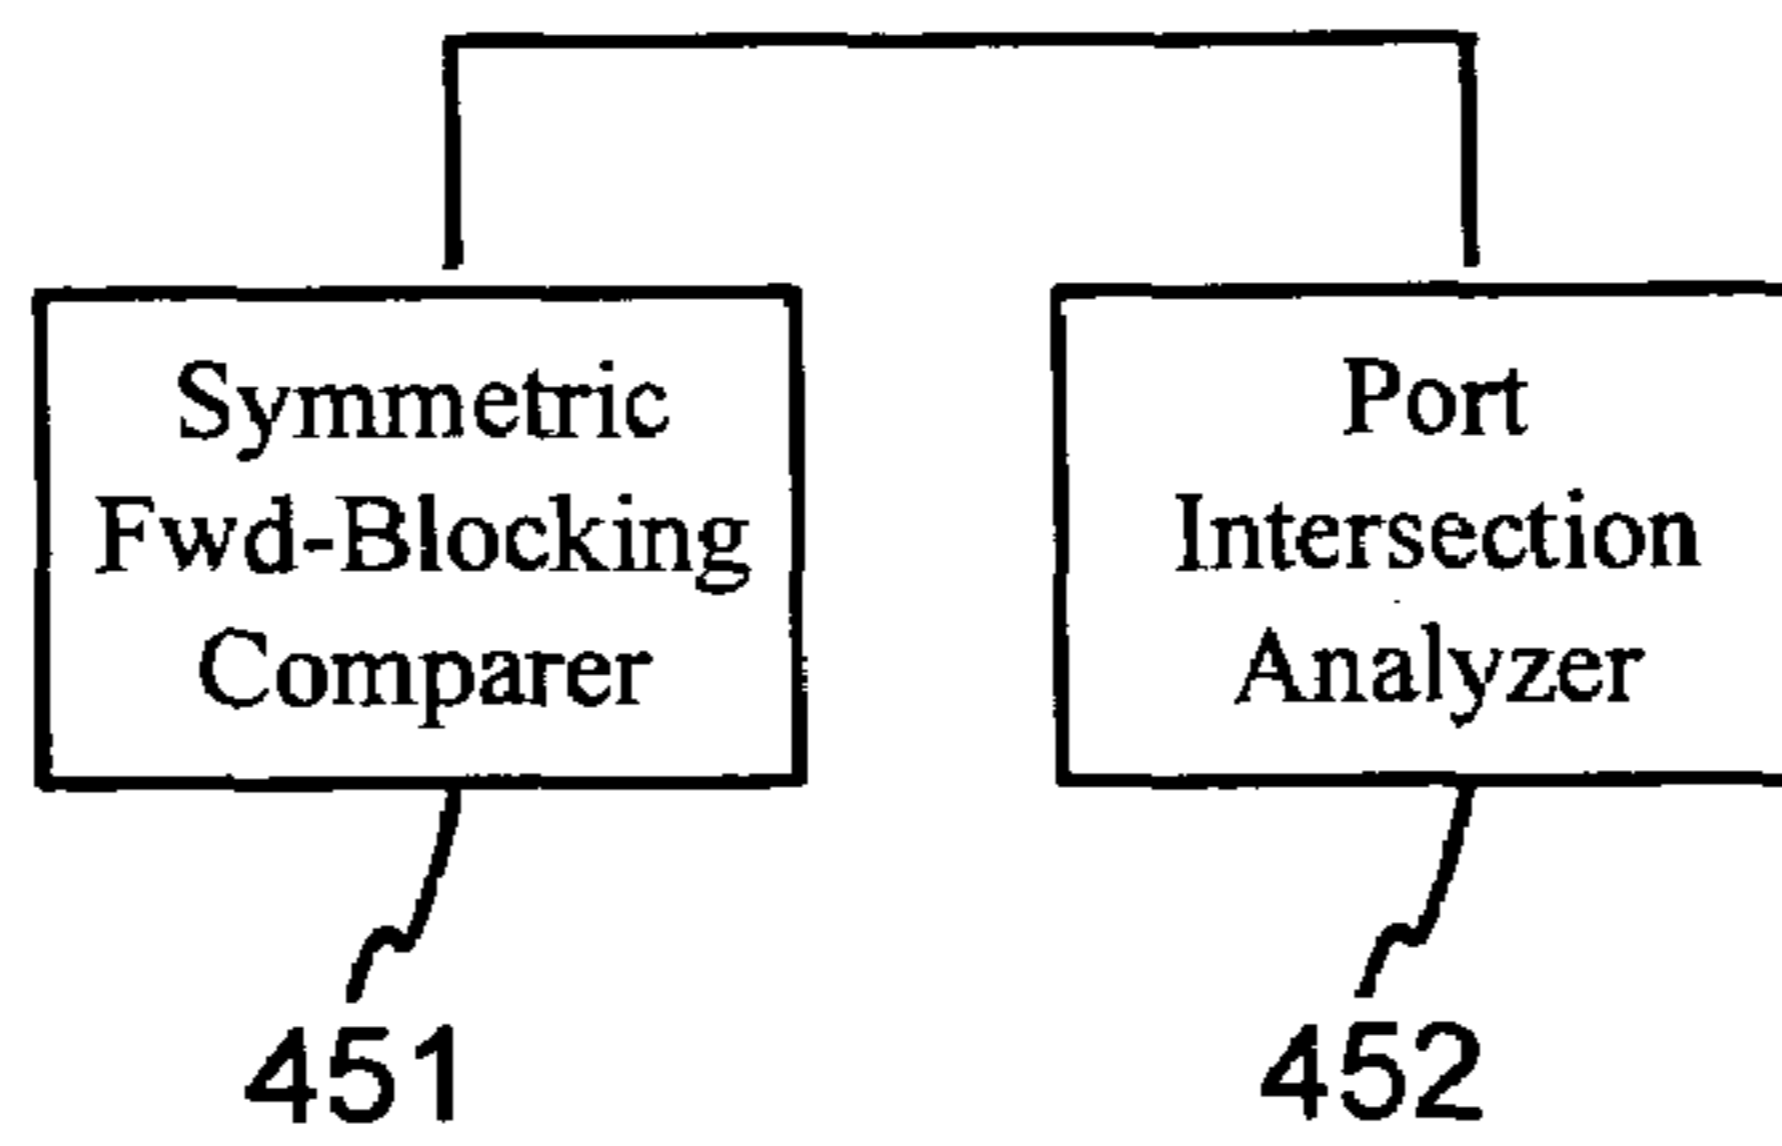 Symmetric
Fwd-Blocking
Comparer
Port
Intersection
Analyzer
451
452